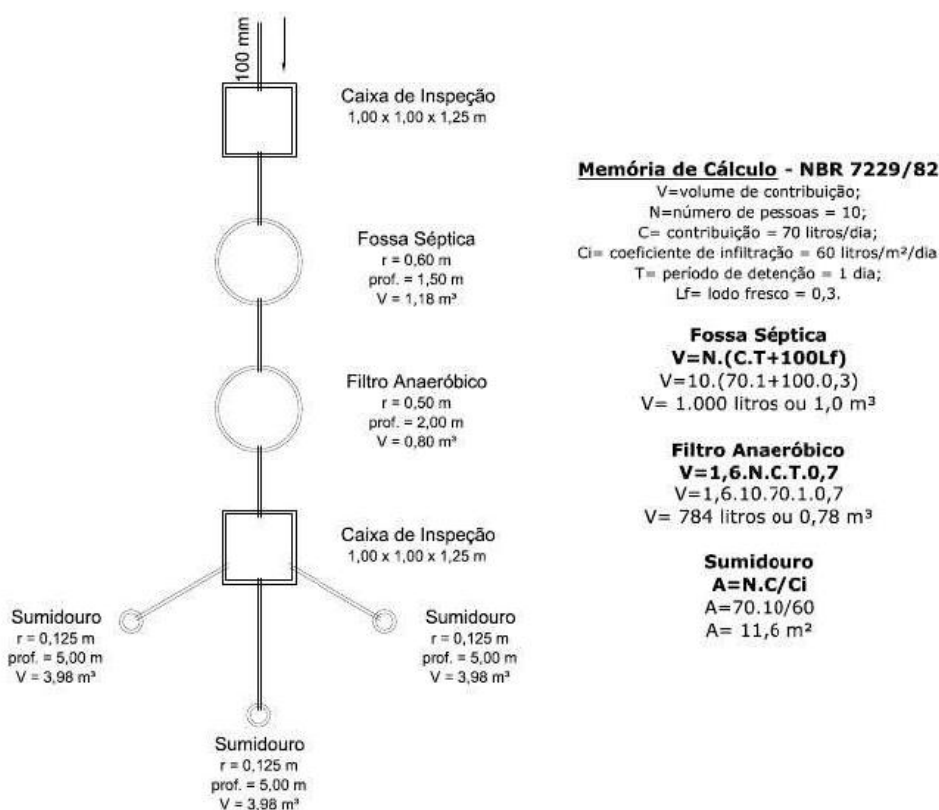 100 mm
Caixa de Inspeção
1,00 x 1,00 x 1,25 m
Fossa Séptica
r = 0,60 m
prof. = 1,50 m
V = 1,18 m³
Filtro Anaeróbico
r = 0,50 m
prof. = 2,00 m
V = 0,80 m³
Caixa de Inspeção
1,00 x 1,00 x 1,25 m
Sumidouro
r = 0,125 m
prof. = 5,00 m
V = 3,98 m³
Sumidouro
r = 0,125 m
prof. = 5,00 m
V = 3,98 m³
Sumidouro
r = 0,125 m
prof. = 5,00 m
V = 3,98 m³
Memória de Cálculo - NBR 7229/82
V=volume de contribuição;
N=número de pessoas = 10;
C= contribuição = 70 litros/dia;
Ci= coeficiente de infiltração = 60 litros/m²/dia
T= período de detenção = 1 dia;
Lf= lodo fresco = 0,3.
Fossa Séptica
V=N.(C.T+100Lf)
V=10.(70.1+100.0,3)
V= 1.000 litros ou 1,0 m³
Filtro Anaeróbico
V=1,6.N.C.T.0,7
V=1,6.10.70.1.0,7
V= 784 litros ou 0,78 m³
Sumidouro
A=N.C/Ci
A=70.10/60
A= 11,6 m²